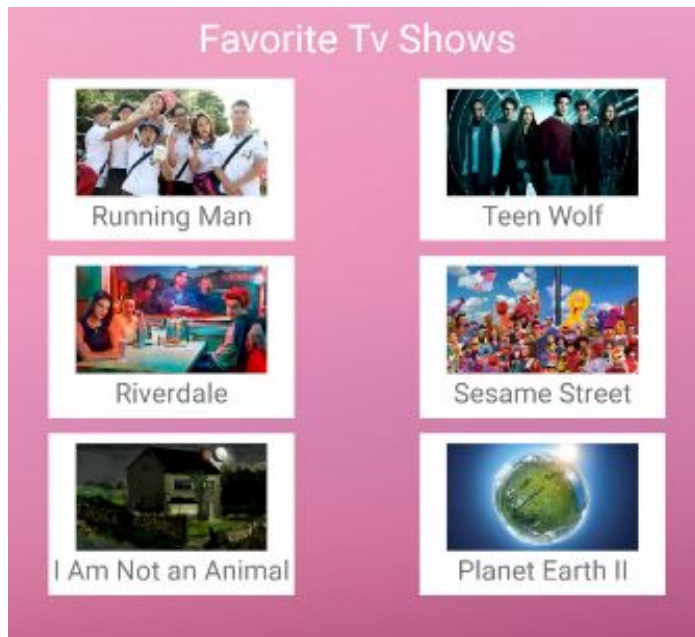 Favorite Tv Shows
Running Man
Teen Wolf
Riverdale
Sesame Street
I Am Not an Animal
Planet Earth II